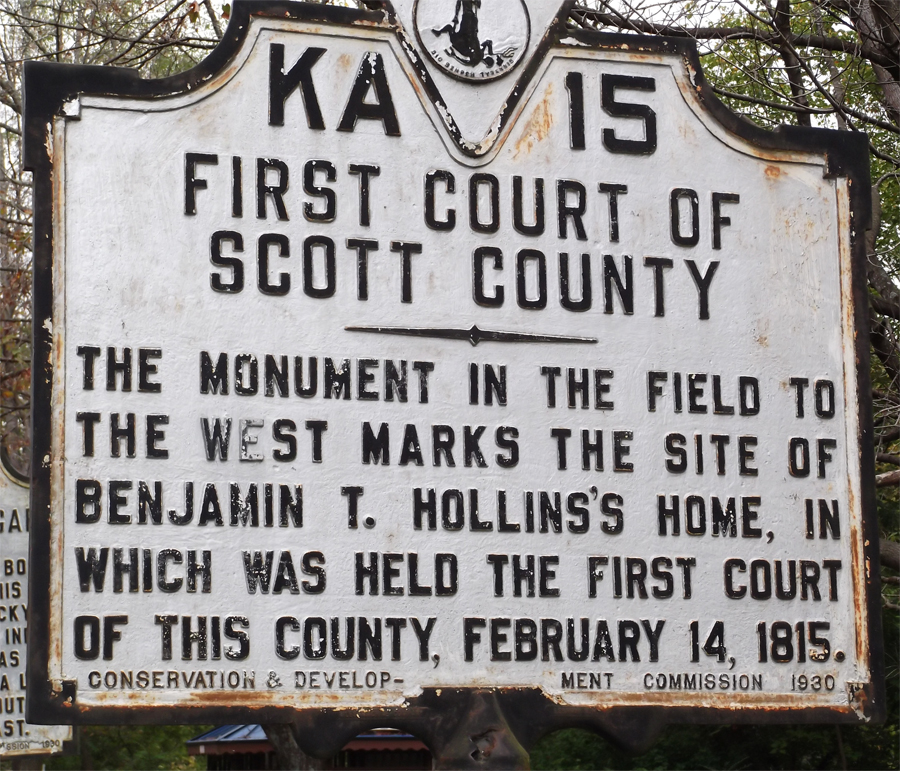 KA 15
FIRST COURT OF
SCOTT COUNTY
THE MONUMENT IN THE FIELD TO
THE WEST MARKS THE SITE OF
BENJAMIN T. HOLLINS'S HOME, IN
WHICH WAS HELD THE FIRST COURT
OF THIS COUNTY, FEBRUARY 14, 1815.
CONSERVATION & DEVELOP- MENT COMMISSION 1930